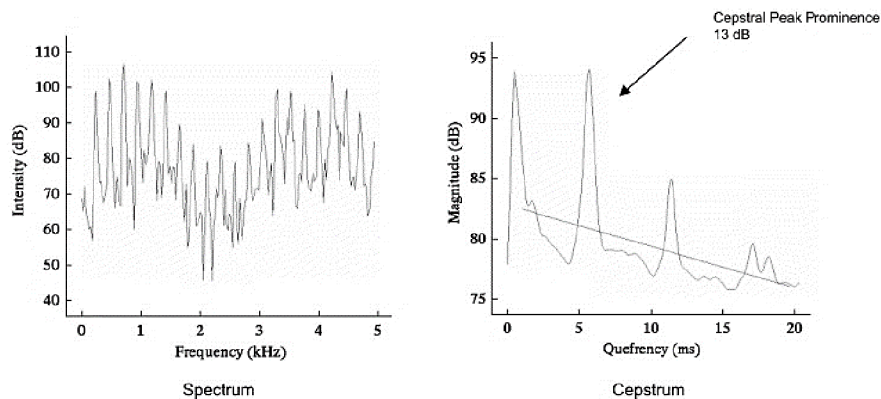 Cepstral Peak Prominence
13 dB
110
100
90
80
70
60
50
40
Intensity (dB)
0 1 2 3 4 5
Frequency (kHz)
Spectrum
95
90
85
80
75
Magnitude (dB)
0 5 10 15 20
Quefrency (ms)
Cepstrum